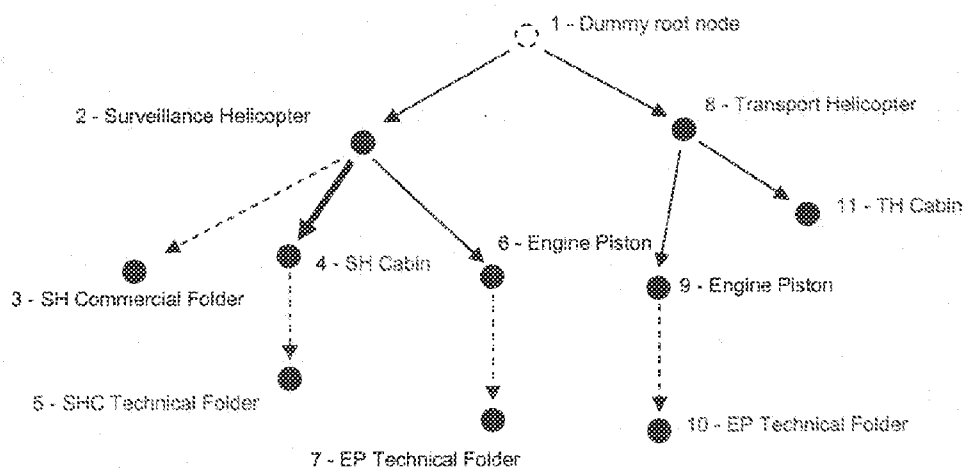 1 - Dummy root node
2 - Surveillance Helicopter
8 - Transport Helicopter
11 - TH Cabin
6 - Engine Piston
4 - SH Cabin
9 - Engine Piston
3 - SH Commercial Folder
5 - SHC Technical Folder
10 - EP Technical Folder
7 - EP Technical Folder